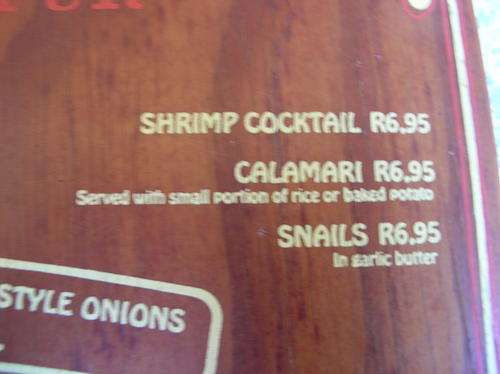 SHRIMP COCKTAIL R6.95
CALAMARI R6.95
Served with small portion of rice or baked potato
SNAILS R6.95
In garlic butter
STYLE ONIONS